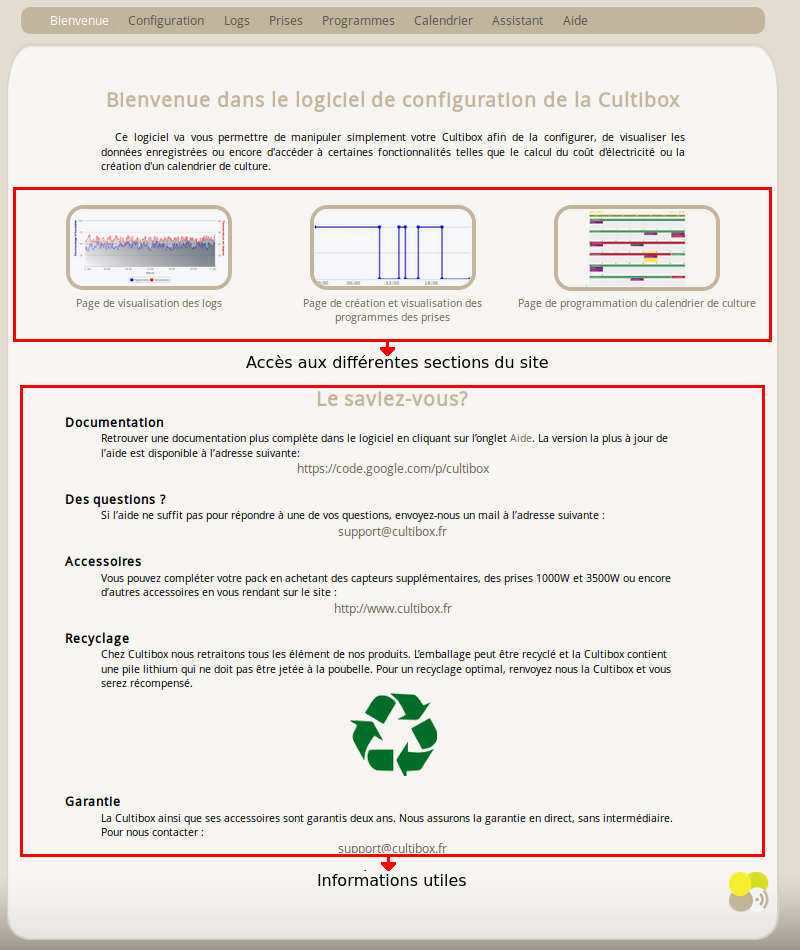 Bienvenue Configuration Logs Prises Programmes Calendrier Assistant Aide
Bienvenue dans le logiciel de configuration de la Cultibox
Ce logiciel va vous permettre de manipuler simplement votre Cultibox afin de la configurer, de visualiser les
données enregistrées ou encore d'accéder à certaines fonctionnalités telles que le calcul du coût d'électricité ou la
création d'un calendrier de culture.
Page de visualisation des logs
Page de création et visualisation des
programmes des prises
Page de programmation du calendrier de culture
Accès aux différentes sections du site
Le saviez-vous?
Documentation
Retrouver une documentation plus complète dans le logiciel en cliquant sur l’onglet Aide. La version la plus à jour de
l’aide est disponible à l’adresse suivante:
https://code.google.com/p/cultibox
Des questions ?
Si l’aide ne suffit pas pour répondre à une de vos questions, envoyez-nous un mail à l’adresse suivante :
support@cultibox.fr
Accessoires
Vous pouvez compléter votre pack en achetant des capteurs supplémentaires, des prises 1000W et 3500W ou encore
d’autres accessoires en vous rendant sur le site :
http://www.cultibox.fr
Recyclage
Chez Cultibox nous retraitons tous les élément de nos produits. L’emballage peut être recyclé et la Cultibox contient
une pile lithium qui ne doit pas être jetée à la poubelle. Pour un recyclage optimal, renvoyez nous la Cultibox et vous
serez récompensé.
Garantie
La Cultibox ainsi que ses accessoires sont garantis deux ans. Nous assurons la garantie en direct, sans intermédiaire.
Pour nous contacter :
support@cultibox.fr
Informations utiles